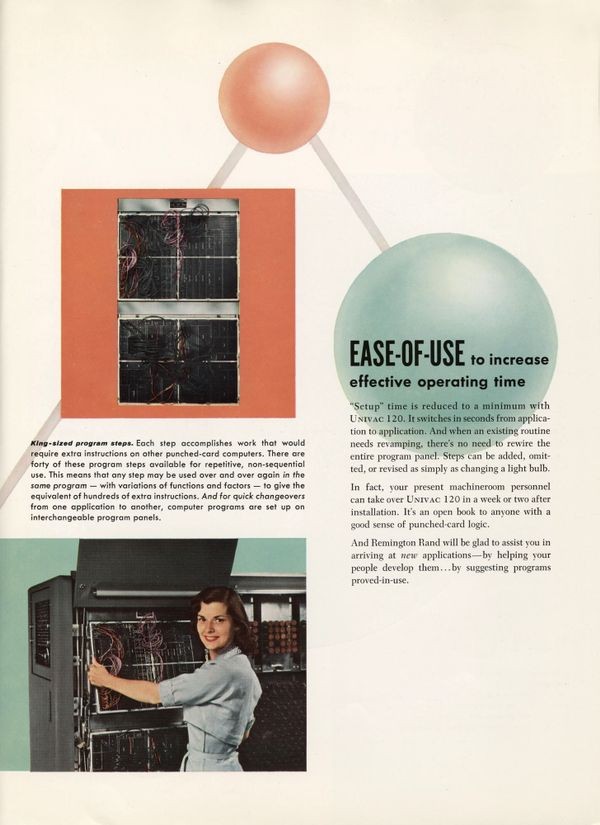 EASE-OF-USE to increase
effective operating time
"Setup" time is reduced to a minimum with
UNIVAC 120. It switches in seconds from applica-
tion to application. And when an existing routine
needs revamping, there's no need to rewire the
entire program panel. Steps can be added, omit-
ted, or revised as simply as changing a light bulb.
In fact, your present machineroom personnel
can take over UNIVAC 120 in a week or two after
installation. It's an open book to anyone with a
good sense of punched-card logic.
And Remington Rand will be glad to assist you in
arriving at new applications—by helping your
people develop them...by suggesting programs
proved-in-use.
King-sized program steps. Each step accomplishes work that would
require extra instructions on other punched-card computers. There are
forty of these program steps available for repetitive, non-sequential
use. This means that any step may be used over and over again in the
same program — with variations of functions and factors — to give the
equivalent of hundreds of extra instructions. And for quick changeovers
from one application to another, computer programs are set up on
interchangeable program panels.